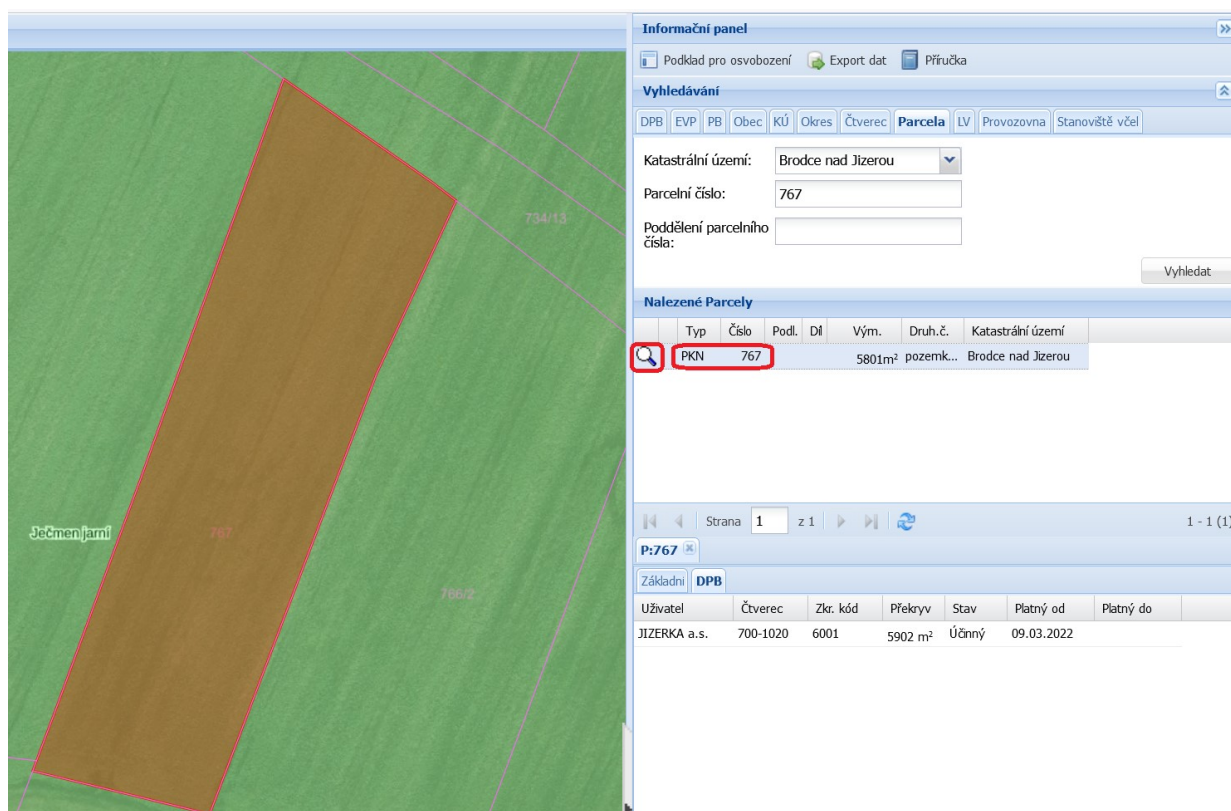 734/13
Ječmen jarní
767
766/2
Informační panel
Podklad pro osvobození Export dat Příručka
Vyhledávání
DPB EVP PB Obec KÚ Okres Čtverec Parcela LV Provozovna Stanoviště včel
Katastrální území: Brodce nad Jizerou
Parcelní číslo: 767
Poddělení parcelního
čísla:
Vyhledat
Nalezené Parcely
Typ Číslo Podl. Díl Vým. Druh.č. Katastrální území
PKN 767 5801m² pozemk... Brodce nad Jizerou
Strana 1 z 1 1 - 1 (1)
P:767
Základní DPB
Uživatel Čtverec Zkr. kód Překryv Stav Platný od Platný do
JIZERKA a.s. 700-1020 6001 5902 m² Účinný 09.03.2022